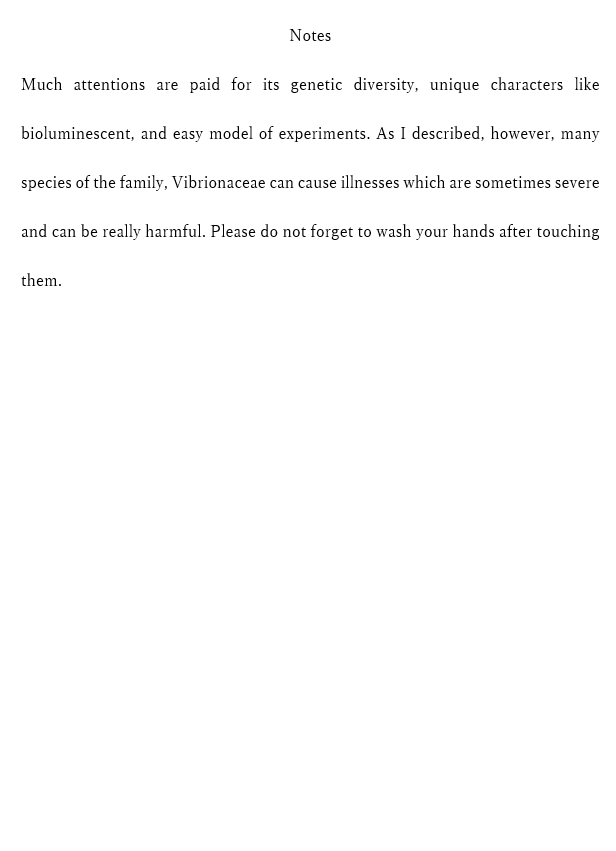 Notes
Much attentions are paid for its genetic diversity, unique characters like
bioluminescent, and easy model of experiments. As I described, however, many
species of the family, Vibrionaceae can cause illnesses which are sometimes severe
and can be really harmful. Please do not forget to wash your hands after touching
them.